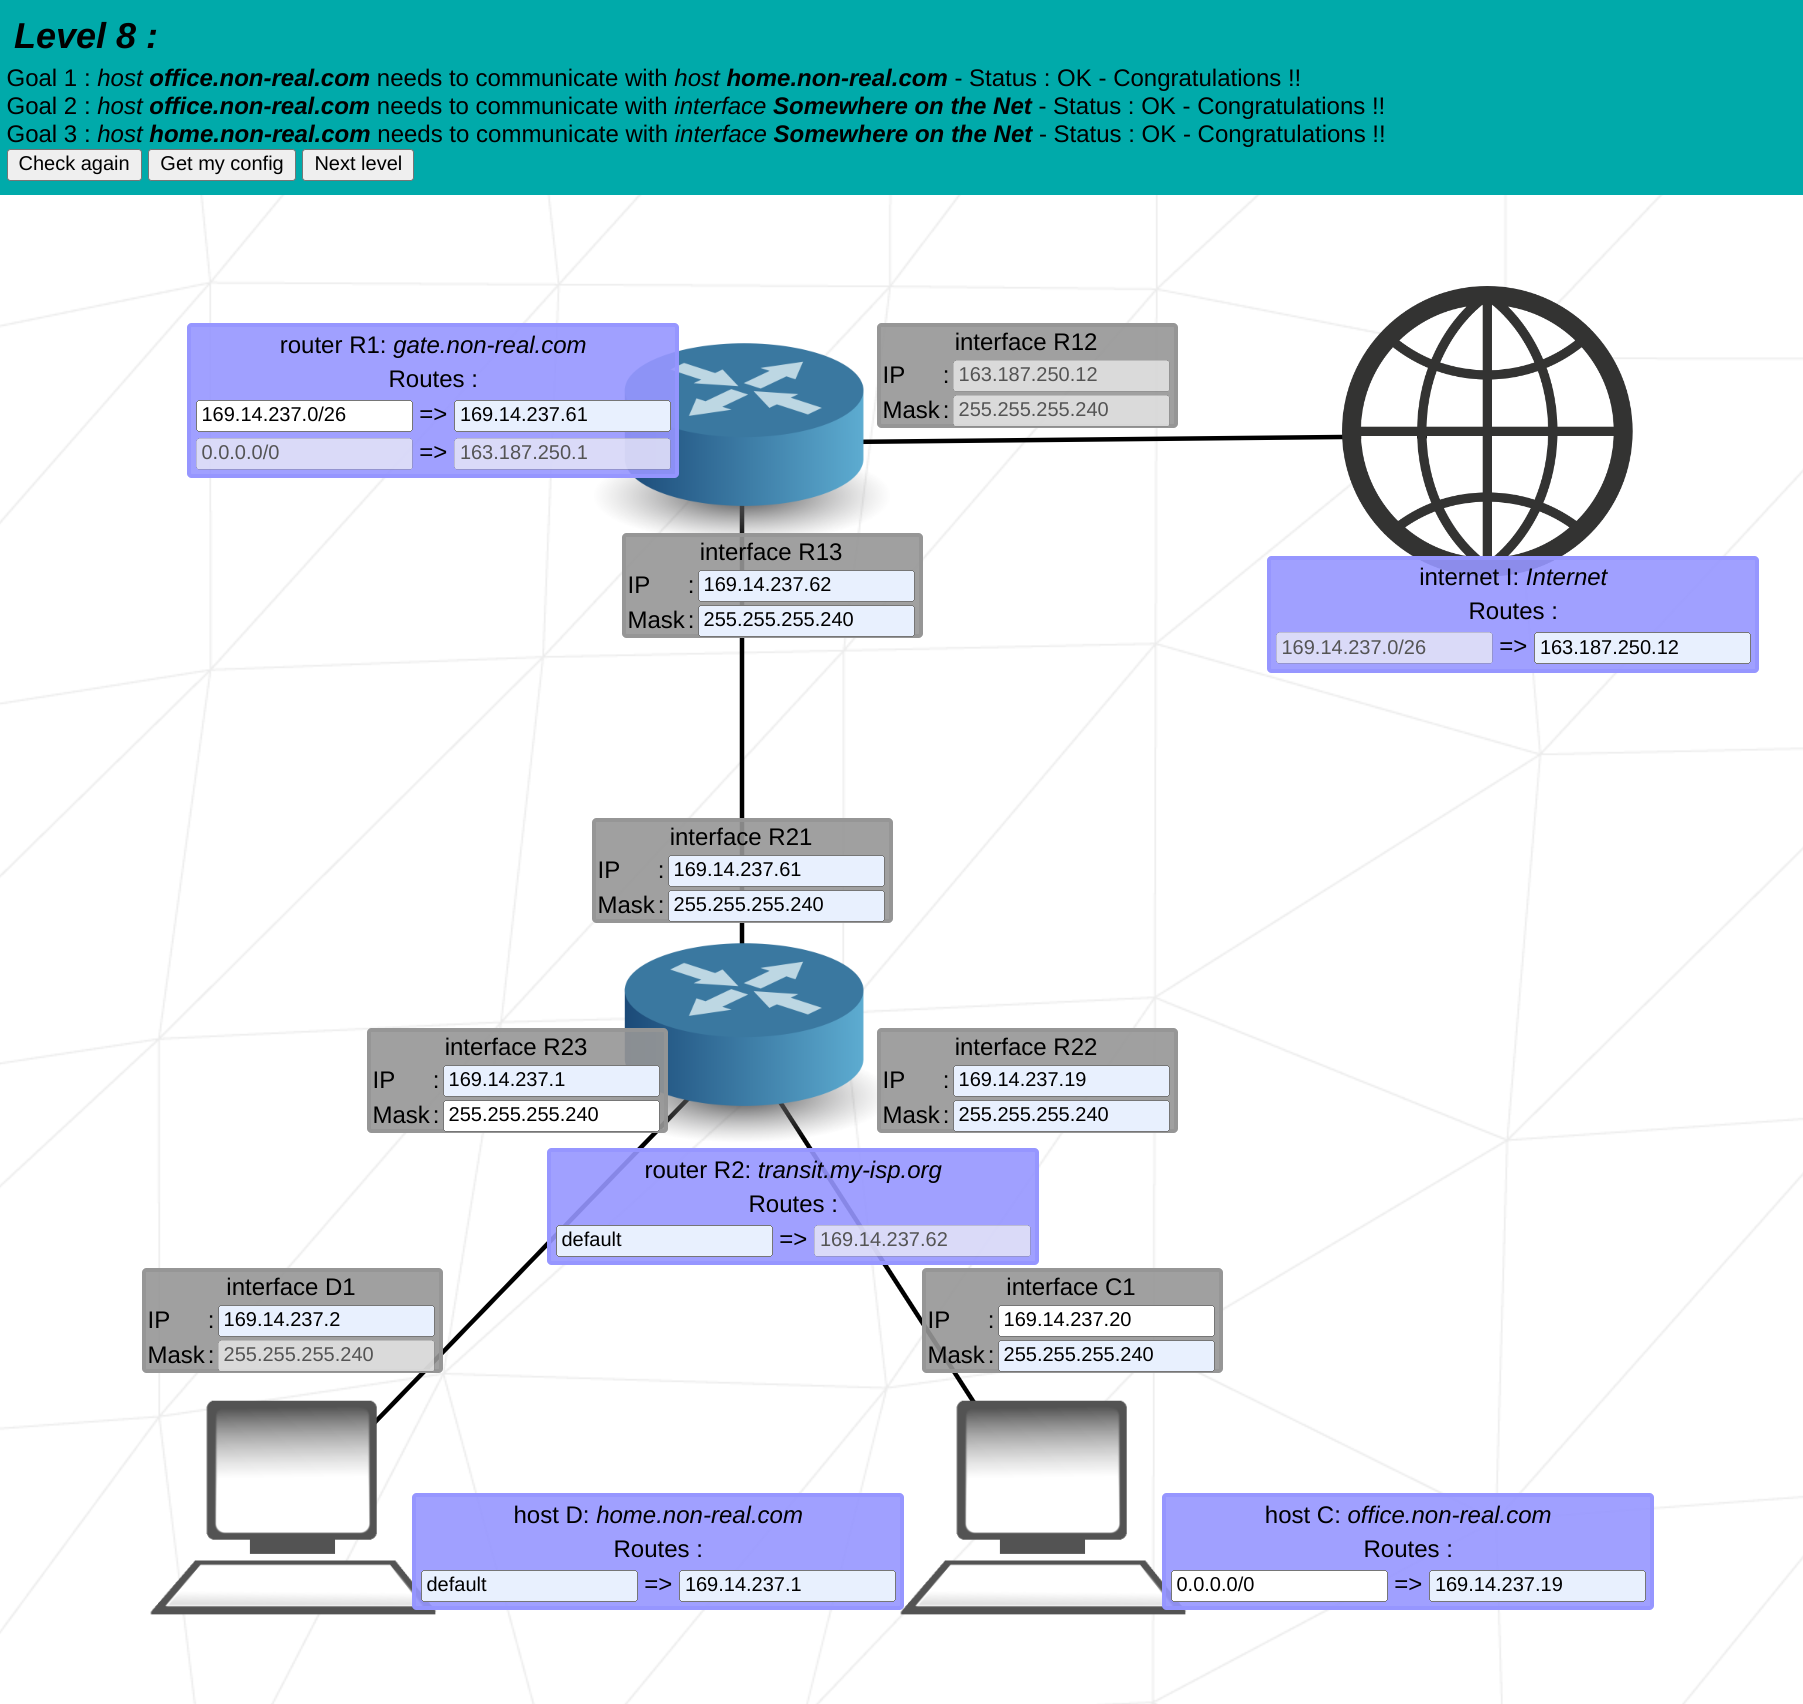 Level 8 :
Goal 1 : host office.non-real.com needs to communicate with host home.non-real.com - Status : OK - Congratulations !!
Goal 2 : host office.non-real.com needs to communicate with interface Somewhere on the Net - Status : OK - Congratulations !!
Goal 3 : host home.non-real.com needs to communicate with interface Somewhere on the Net - Status : OK - Congratulations !!
Check again Get my config Next level
router R1: gate.non-real.com
Routes :
169.14.237.0/26 => 169.14.237.61
0.0.0.0/0 => 163.187.250.1
interface R12
IP : 163.187.250.12
Mask : 255.255.255.240
interface R13
IP : 169.14.237.62
Mask : 255.255.255.240
internet I: Internet
Routes :
169.14.237.0/26 => 163.187.250.12
interface R21
IP : 169.14.237.61
Mask : 255.255.255.240
interface R23
IP : 169.14.237.1
Mask : 255.255.255.240
interface R22
IP : 169.14.237.19
Mask : 255.255.255.240
router R2: transit.my-isp.org
Routes :
default => 169.14.237.62
interface D1
IP : 169.14.237.2
Mask : 255.255.255.240
interface C1
IP : 169.14.237.20
Mask : 255.255.255.240
host D: home.non-real.com
Routes :
default => 169.14.237.1
host C: office.non-real.com
Routes :
0.0.0.0/0 => 169.14.237.19